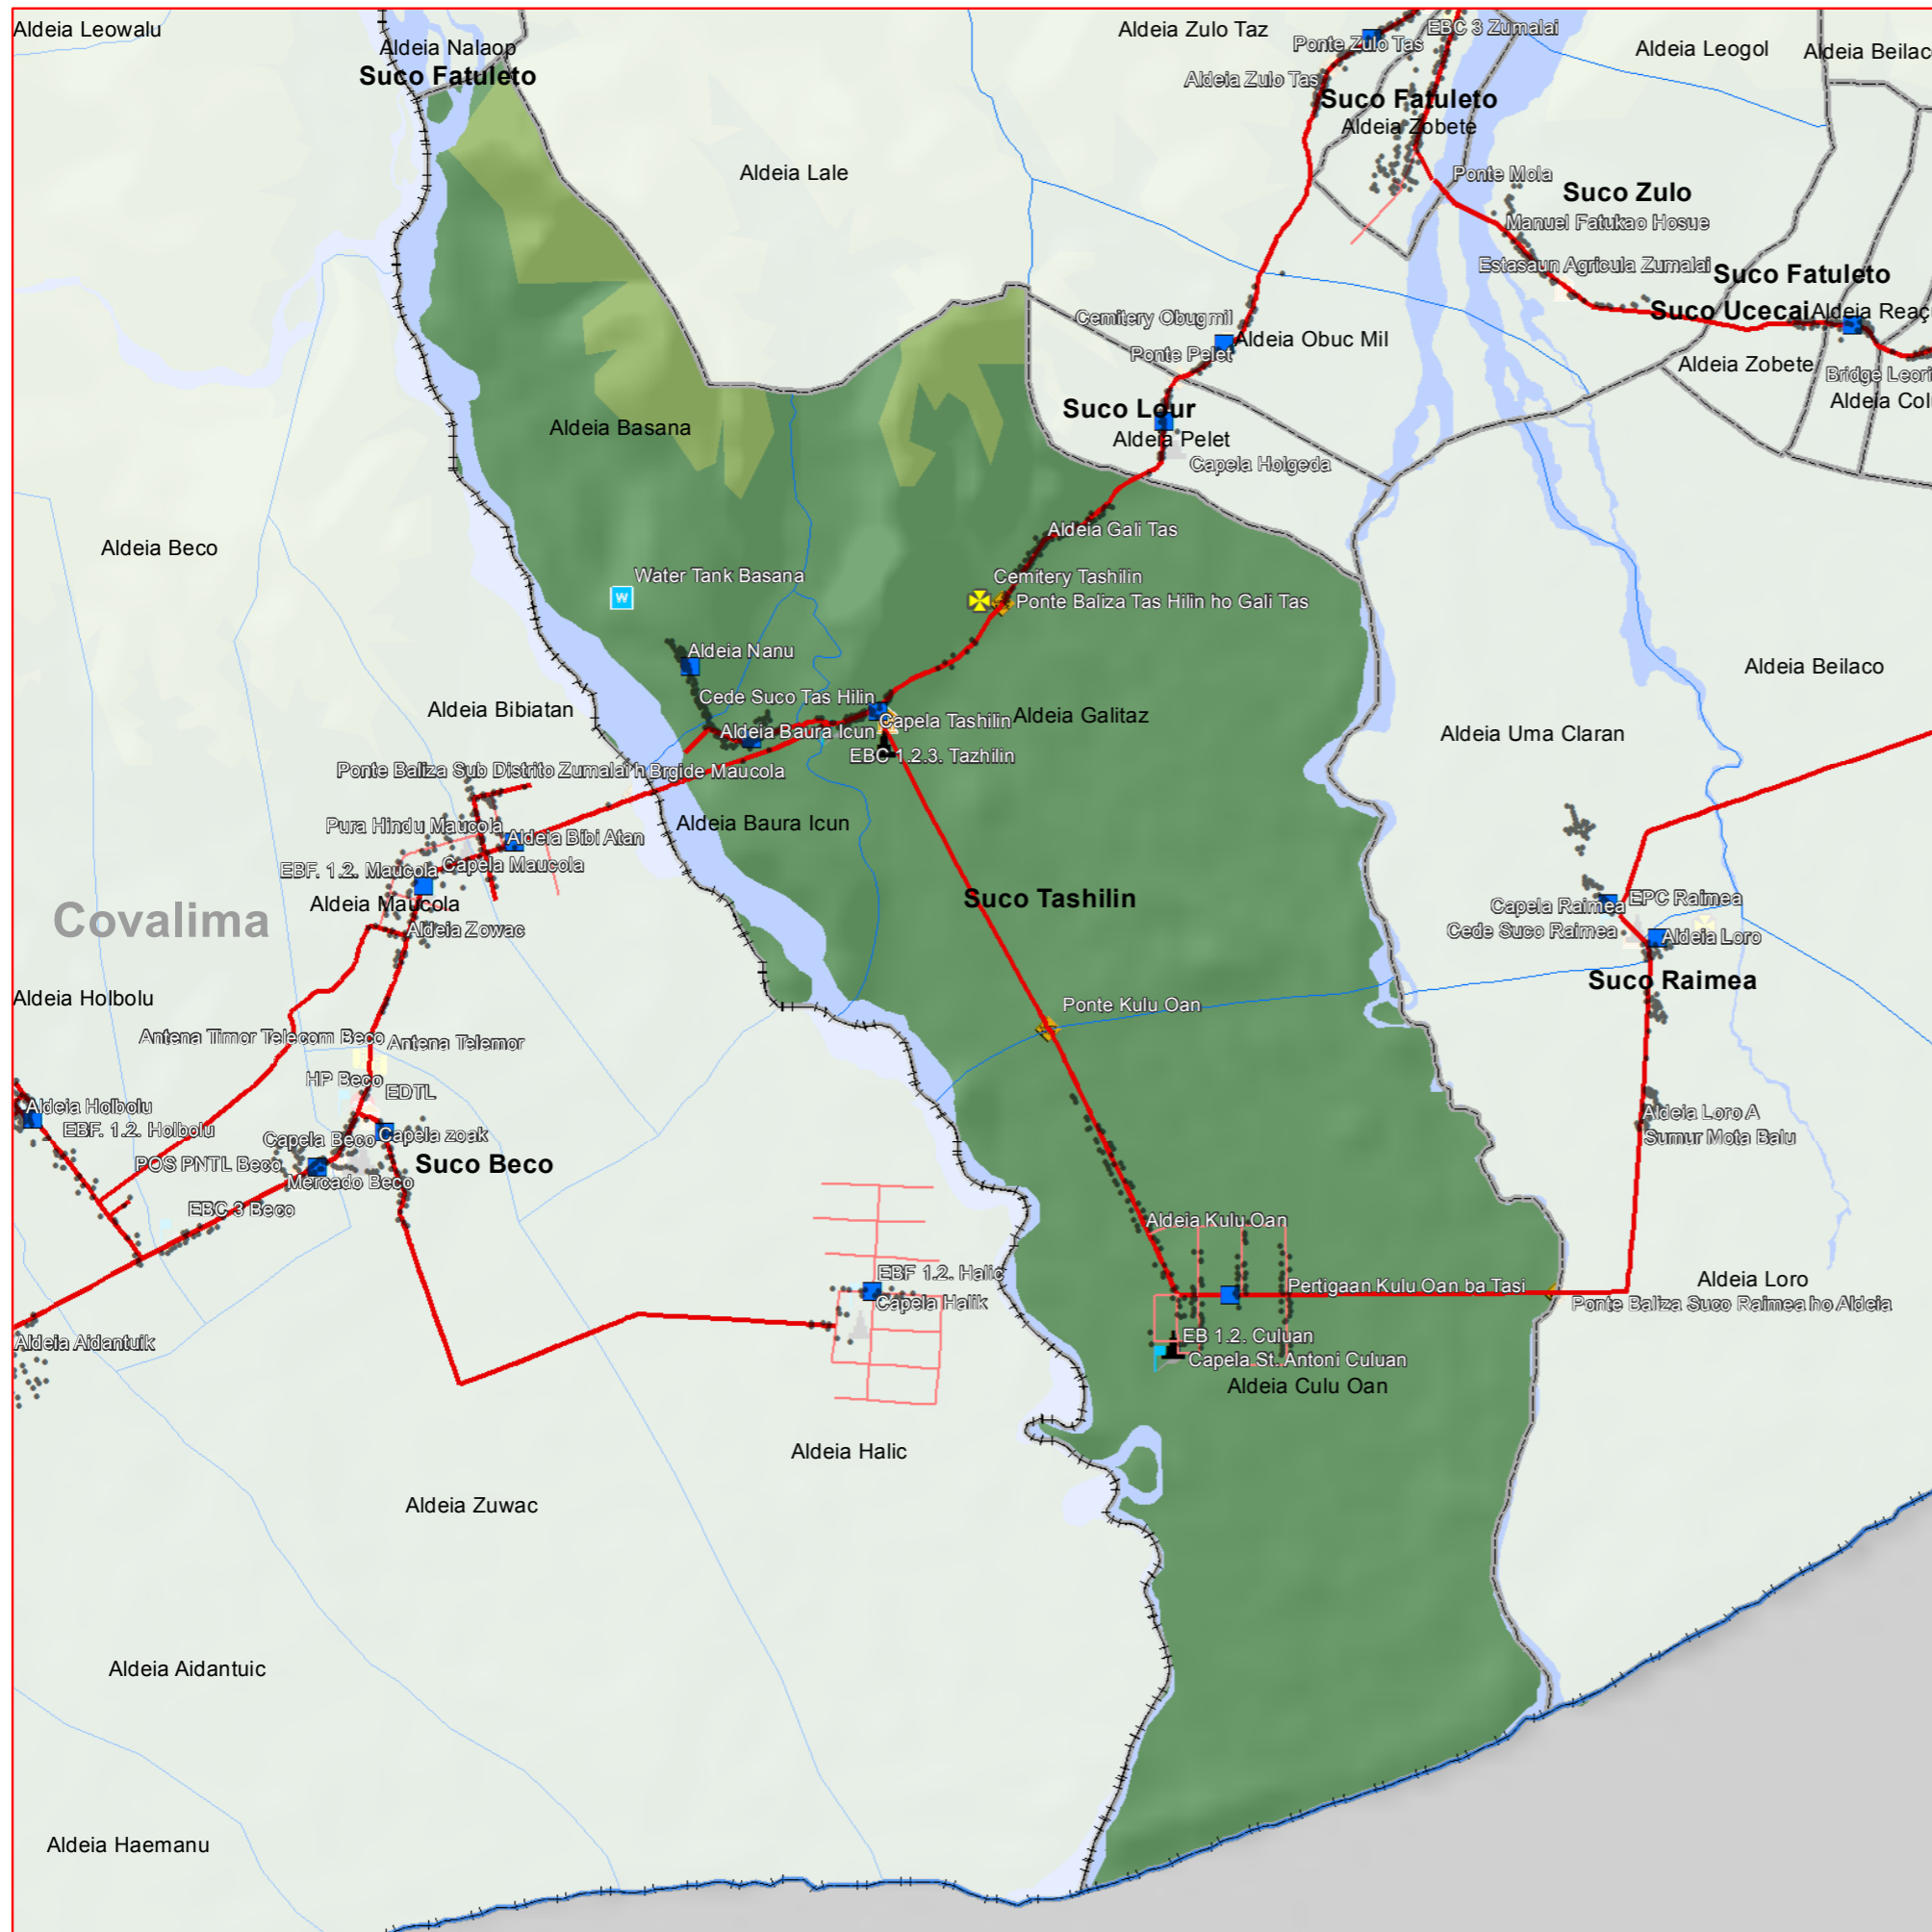 Aldeia Leowalu
Aldeia Nalaop
Suco Fatuleto
Aldeia Zulo Taz
Ponte Zulo Tas
EBC 3 Zumalai
Aldeia Leogol
Aldeia Beilac
Aldeia Zulo Tas
Suco Fatuleto
Aldeia Zobete
Aldeia Lale
Ponte Mola
Suco Zulo
Manuel Fatukao Hosue
Estasaun Agricula Zumalai
Suco Fatuleto
Suco Ucecai
Aldeia Reaç
Cemitery Obugmil
Aldeia Obuc Mil
Ponte Pelet
Aldeia Zobete
Bridge Leori
Aldeia Col
Suco Lour
Aldeia Pelet
Capela Holgeda
Aldeia Basana
Aldeia Beco
Aldeia Gali Tas
Water Tank Basana
W
Cemitery Tashilin
Ponte Baliza Tas Hilin ho Gali Tas
Aldeia Nanu
Aldeia Beilaco
Cede Suco Tas Hilin
Aldeia Bibiatan
Capela Tashilin
Aldeia Galitaz
Aldeia Baura Icun
Aldeia Uma Claran
EBC 1.2.3. Tazhilin
Ponte Baliza Sub Distrito Zumalai h
Brgide Maucola
Pura Hindu Maucola
Aldeia Bibi Atan
Aldeia Baura Icun
EBF. 1.2. Maucola
Capela Maucola
Suco Tashilin
Aldeia Maucola
Covalima
Aldeia Zowac
Capela Raimea
EPC Raimea
Cede Suco Raimea
Aldeia Loro
Suco Raimea
Aldeia Holbolu
Ponte Kulu Oan
Antena Timor Telecom Beco
Antena Telemor
HP Beco
EDTL
Aldeia Holbolu
EBF. 1.2. Holbolu
Capela Beco
Capela zoak
Aldeia Loro A
Sumur Mota Balu
POS PNTL Beco
Suco Beco
Mercado Beco
EBC 3 Beco
Aldeia Kulu Oan
EBF 1.2. Halic
Capela Halik
Pertigaan Kulu Oan ba Tasi
Aldeia Loro
Ponte Baliza Suco Raimea ho Aldeia
Aldeia Aidantuik
EB 1.2. Culuan
Capela St. Antoni Culuan
Aldeia Culu Oan
Aldeia Halic
Aldeia Zuwac
Aldeia Aidantuic
Aldeia Haemanu